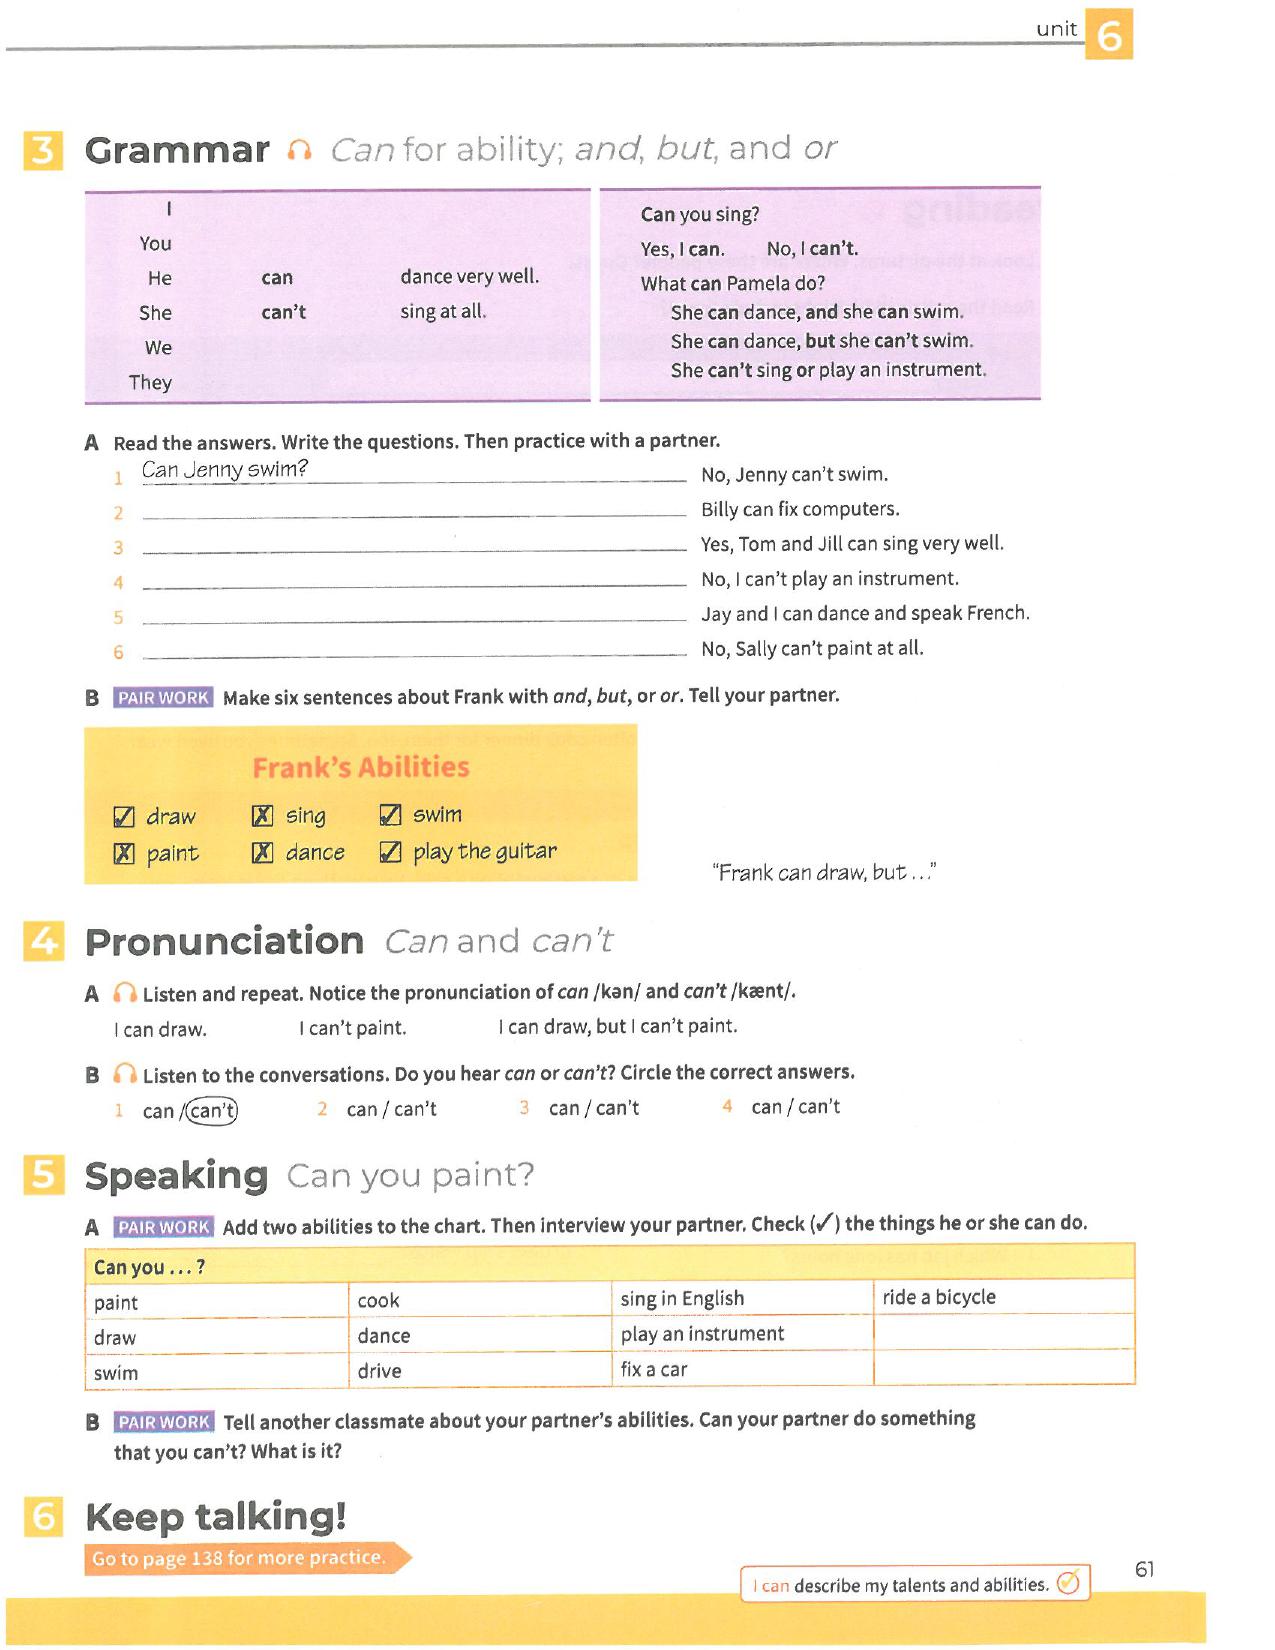 unit 6
3 Grammar Can for ability; and, but, and or
I
You
He can dance very well.
She can't sing at all.
We
They
Can you sing?
Yes, I can. No, I can't.
What can Pamela do?
She can dance, and she can swim.
She can dance, but she can't swim.
She can't sing or play an instrument.
A Read the answers. Write the questions. Then practice with a partner.
1 Can Jenny swim? No, Jenny can't swim.
2 Billy can fix computers.
3 Yes, Tom and Jill can sing very well.
4 No, I can't play an instrument.
5 Jay and I can dance and speak French.
6 No, Sally can't paint at all.
B PAIR WORK Make six sentences about Frank with and, but, or or. Tell your partner.
Frank's Abilities
☑ draw ☒ sing ☑ swim
☒ paint ☒ dance ☑ play the guitar
"Frank can draw, but ..."
4 Pronunciation Can and can't
A Listen and repeat. Notice the pronunciation of can /kən/ and can't /kænt/.
I can draw. I can't paint. I can draw, but I can't paint.
B Listen to the conversations. Do you hear can or can't? Circle the correct answers.
1 can / can't 2 can / can't 3 can / can't 4 can / can't
5 Speaking Can you paint?
A PAIR WORK Add two abilities to the chart. Then interview your partner. Check (✓) the things he or she can do.
Can you ... ?
paint cook sing in English ride a bicycle
draw dance play an instrument
swim drive fix a car
B PAIR WORK Tell another classmate about your partner's abilities. Can your partner do something
that you can't? What is it?
6 Keep talking!
Go to page 138 for more practice.
I can describe my talents and abilities.
61